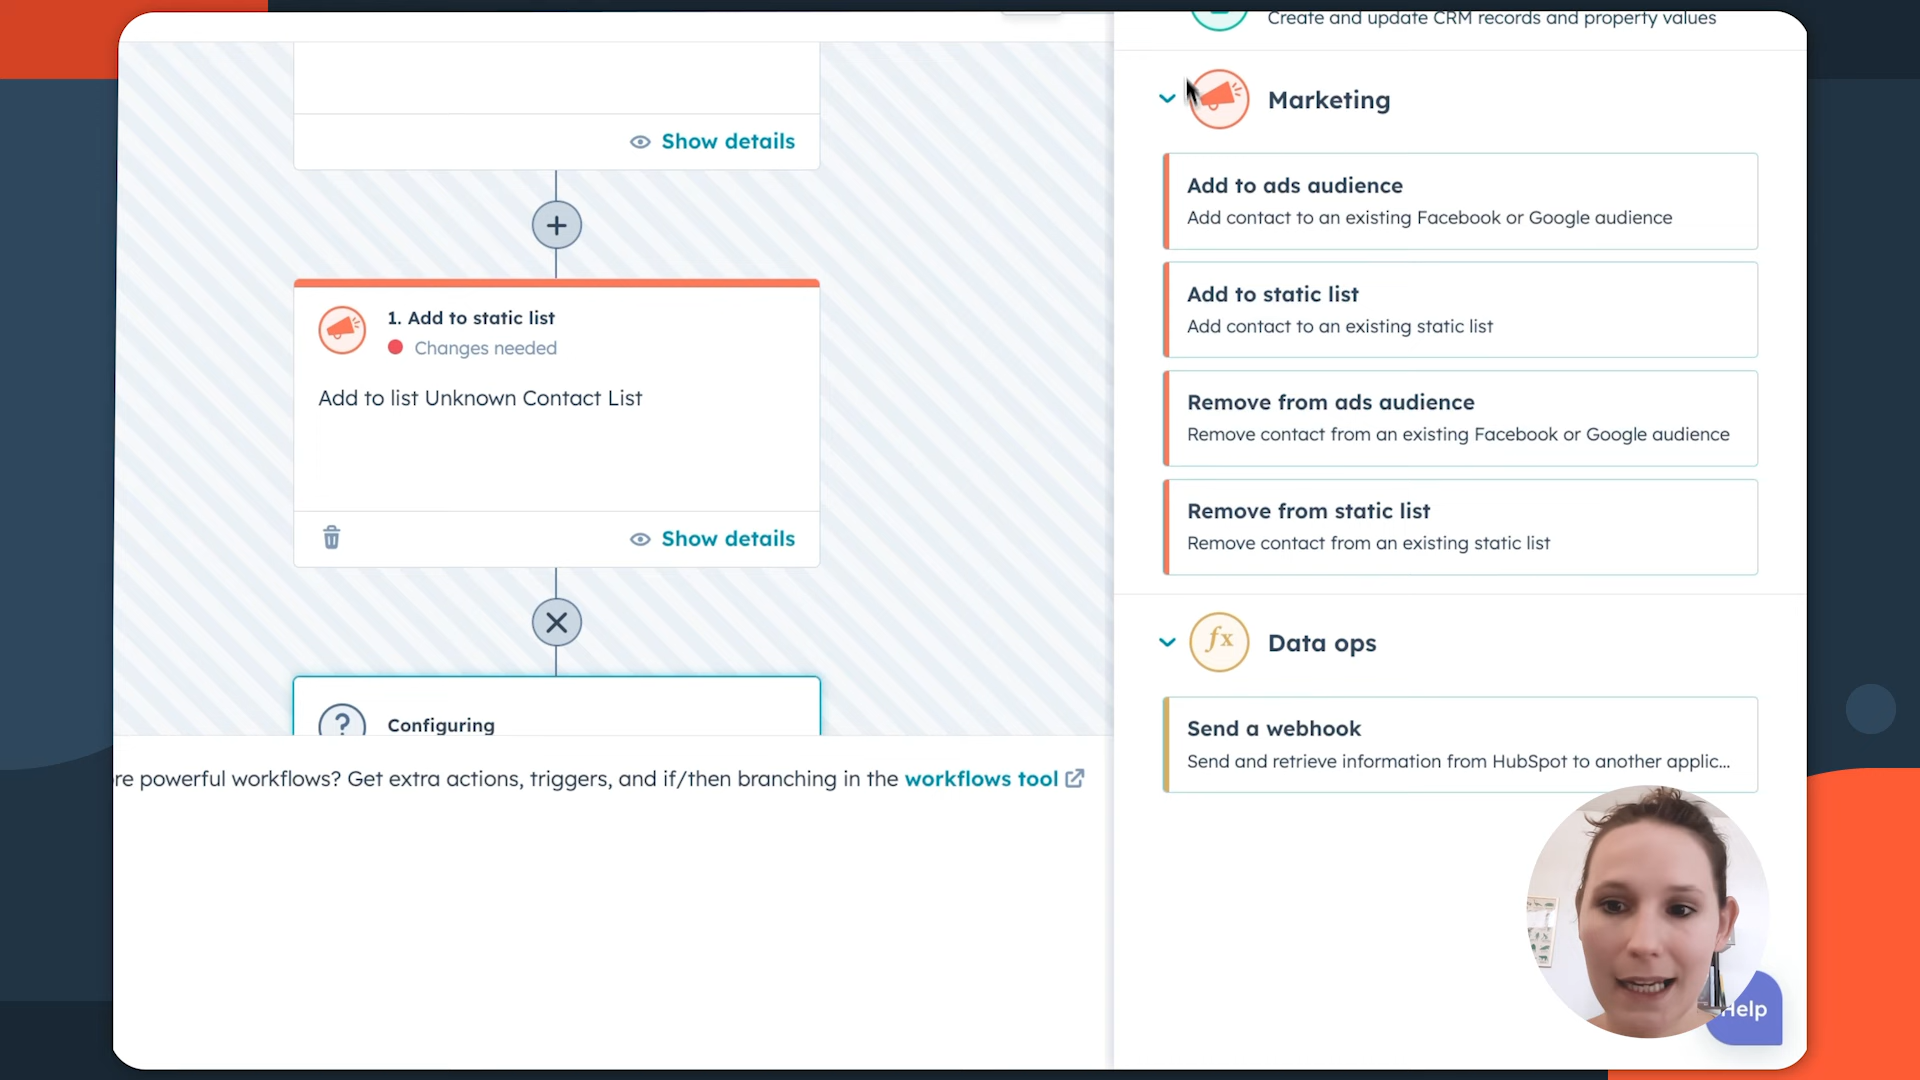 Show details
1. Add to static list
Changes needed
Add to list Unknown Contact List
Show details
Configuring
re powerful workflows? Get extra actions, triggers, and if/then branching in the workflows tool
Create and update CRM records and property values
Marketing
Add to ads audience
Add contact to an existing Facebook or Google audience
Add to static list
Add contact to an existing static list
Remove from ads audience
Remove contact from an existing Facebook or Google audience
Remove from static list
Remove contact from an existing static list
fx
Data ops
Send a webhook
Send and retrieve information from HubSpot to another applic...
Help